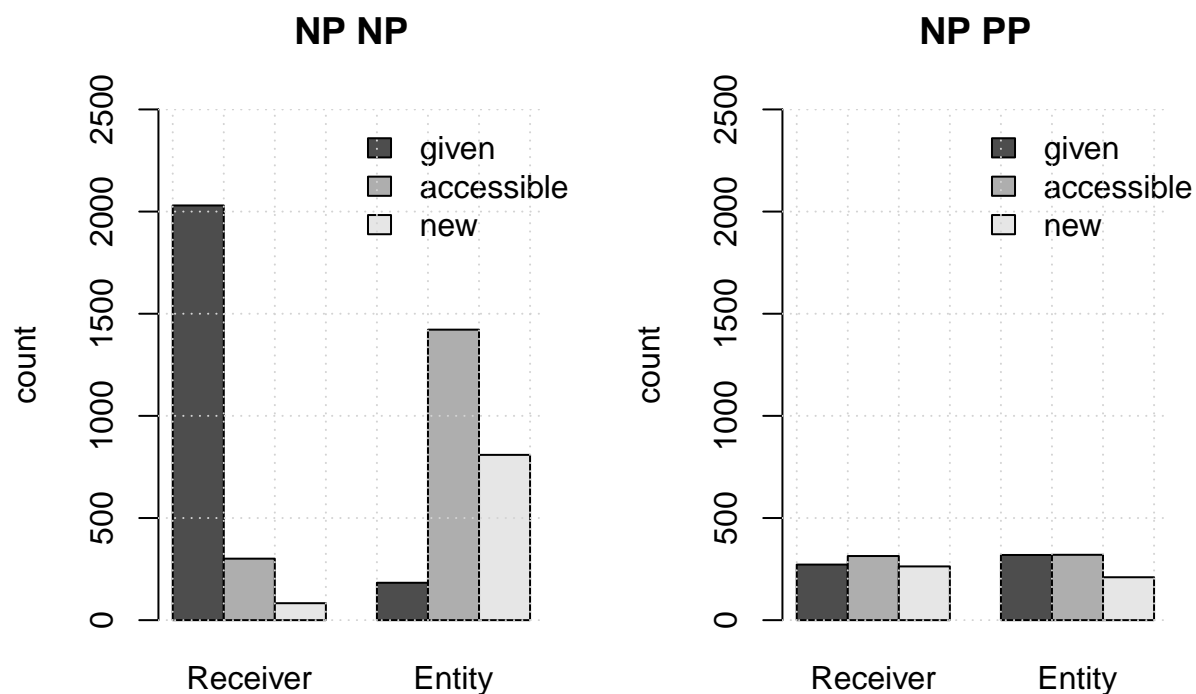 NP NP
count
0
500
1000
1500
2000
2500
given
accessible
new
Receiver
Entity
NP PP
count
0
500
1000
1500
2000
2500
given
accessible
new
Receiver
Entity